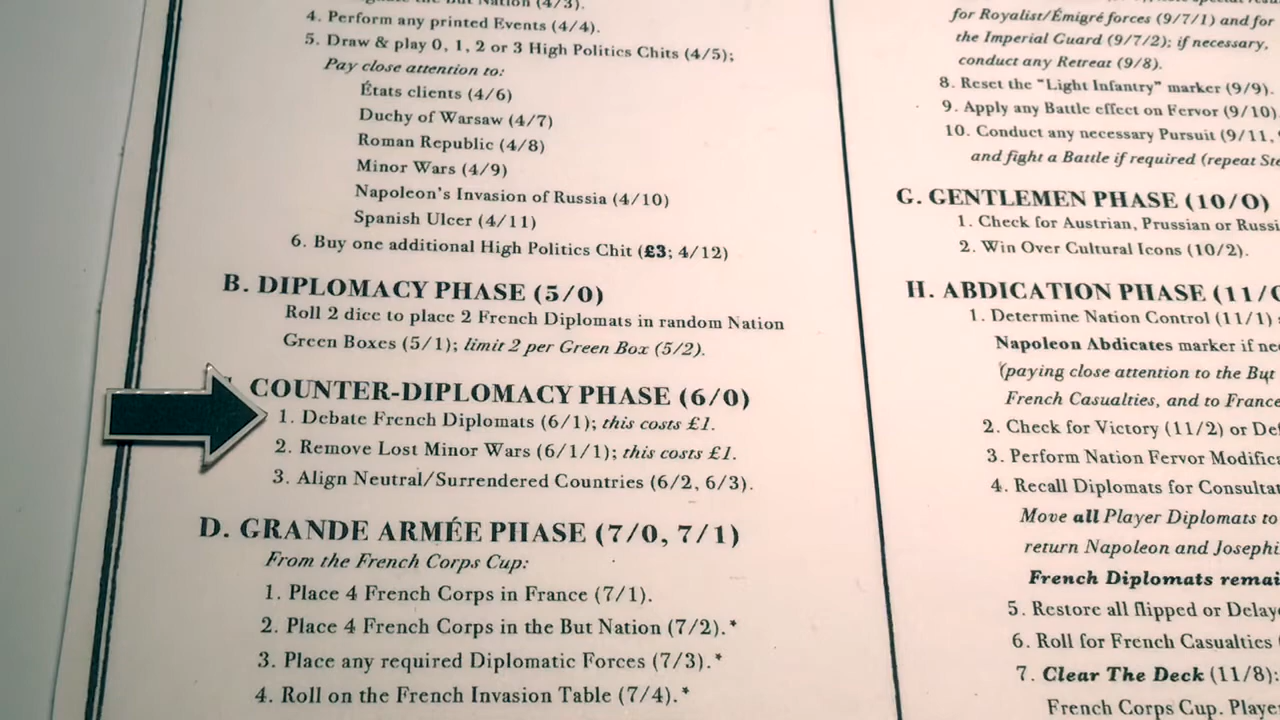 4. Perform any printed Events (4/4).
5. Draw & play 0, 1, 2 or 3 High Politics Chits (4/5);
Pay close attention to:
États clients (4/6)
Duchy of Warsaw (4/7)
Roman Republic (4/8)
Minor Wars (4/9)
Napoleon's Invasion of Russia (4/10)
Spanish Ulcer (4/11)
6. Buy one additional High Politics Chit (£3; 4/12)
B. DIPLOMACY PHASE (5/0)
Roll 2 dice to place 2 French Diplomats in random Nation
Green Boxes (5/1); limit 2 per Green Box (5/2).
COUNTER-DIPLOMACY PHASE (6/0)
1. Debate French Diplomats (6/1); this costs £1.
2. Remove Lost Minor Wars (6/1/1); this costs £1.
3. Align Neutral/Surrendered Countries (6/2, 6/3).
D. GRANDE ARMÉE PHASE (7/0, 7/1)
From the French Corps Cup:
1. Place 4 French Corps in France (7/1).
2. Place 4 French Corps in the But Nation (7/2).*
3. Place any required Diplomatic Forces (7/3).*
4. Roll on the French Invasion Table (7/4).*
for Royalist/Émigré forces (9/7/1) and for
the Imperial Guard (9/7/2); if necessary,
conduct any Retreat (9/8).
8. Reset the "Light Infantry" marker (9/9).
9. Apply any Battle effect on Fervor (9/10)
10. Conduct any necessary Pursuit (9/11,
and fight a Battle if required (repeat
G. GENTLEMEN PHASE (10/O)
1. Check for Austrian, Prussian or
2. Win Over Cultural Icons (10/2).
H. ABDICATION PHASE (11/
1. Determine Nation Control (11/1)
Napoleon Abdicates marker if
(paying close attention to the But
French Casualties, and to France
2. Check for Victory (11/2) or
3. Perform Nation Fervor
4. Recall Diplomats for
Move all Player Diplomats to
return Napoleon and
French Diplomats
5. Restore all flipped or
6. Roll for French Casualties
7. Clear The Deck (11/8):
French Corps Cup.